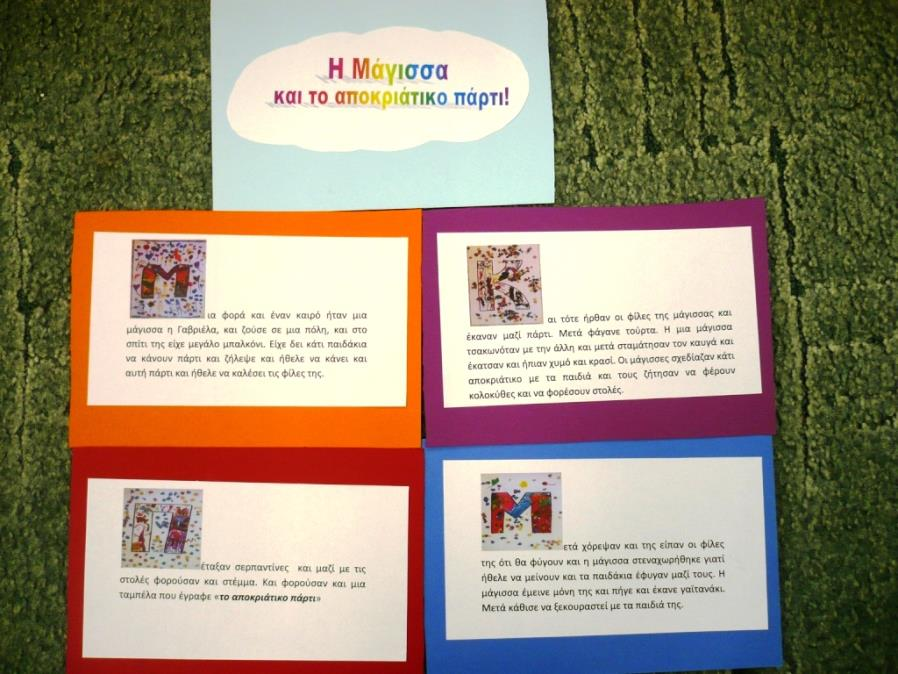 Η Μάγισσα
και το αποκριάτικο πάρτι!
Μια φορά και έναν καιρό ήταν μια
μάγισσα η Γαβριέλα, και ζούσε σε μια πόλη, και στο
σπίτι της είχε μεγάλο μπαλκόνι. Είχε δει κάτι παιδάκια
να κάνουν πάρτι και ζήλεψε και ήθελε να κάνει και
αυτή πάρτι και ήθελε να καλέσει τις φίλες της.
Και τότε ήρθαν οι φίλες της μάγισσας και
έκαναν μαζί πάρτι. Μετά φάγανε τούρτα. Η μια μάγισσα
τσακωνόταν με την άλλη και μετά σταμάτησαν τον καυγά και
έκατσαν και ήπιαν χυμό και κρασί. Οι μάγισσες σχεδίαζαν κάτι
αποκριάτικο με τα παιδιά και τους ζήτησαν να φέρουν
κολοκύθες και να φορέσουν στολές.
Πέταξαν σερπαντίνες και μαζί με τις
στολές φορούσαν και στέμμα. Και φορούσαν και μια
ταμπέλα που έγραφε «το αποκριάτικο πάρτι»
Μετά χόρεψαν και της είπαν οι φίλες
της ότι θα φύγουν και η μάγισσα στεναχωρήθηκε γιατί
ήθελε να μείνουν και τα παιδάκια έφυγαν μαζί τους. Η
μάγισσα έμεινε μόνη της και πήγε και έκανε γαϊτανάκι.
Μετά κάθισε να ξεκουραστεί με τα παιδιά της.